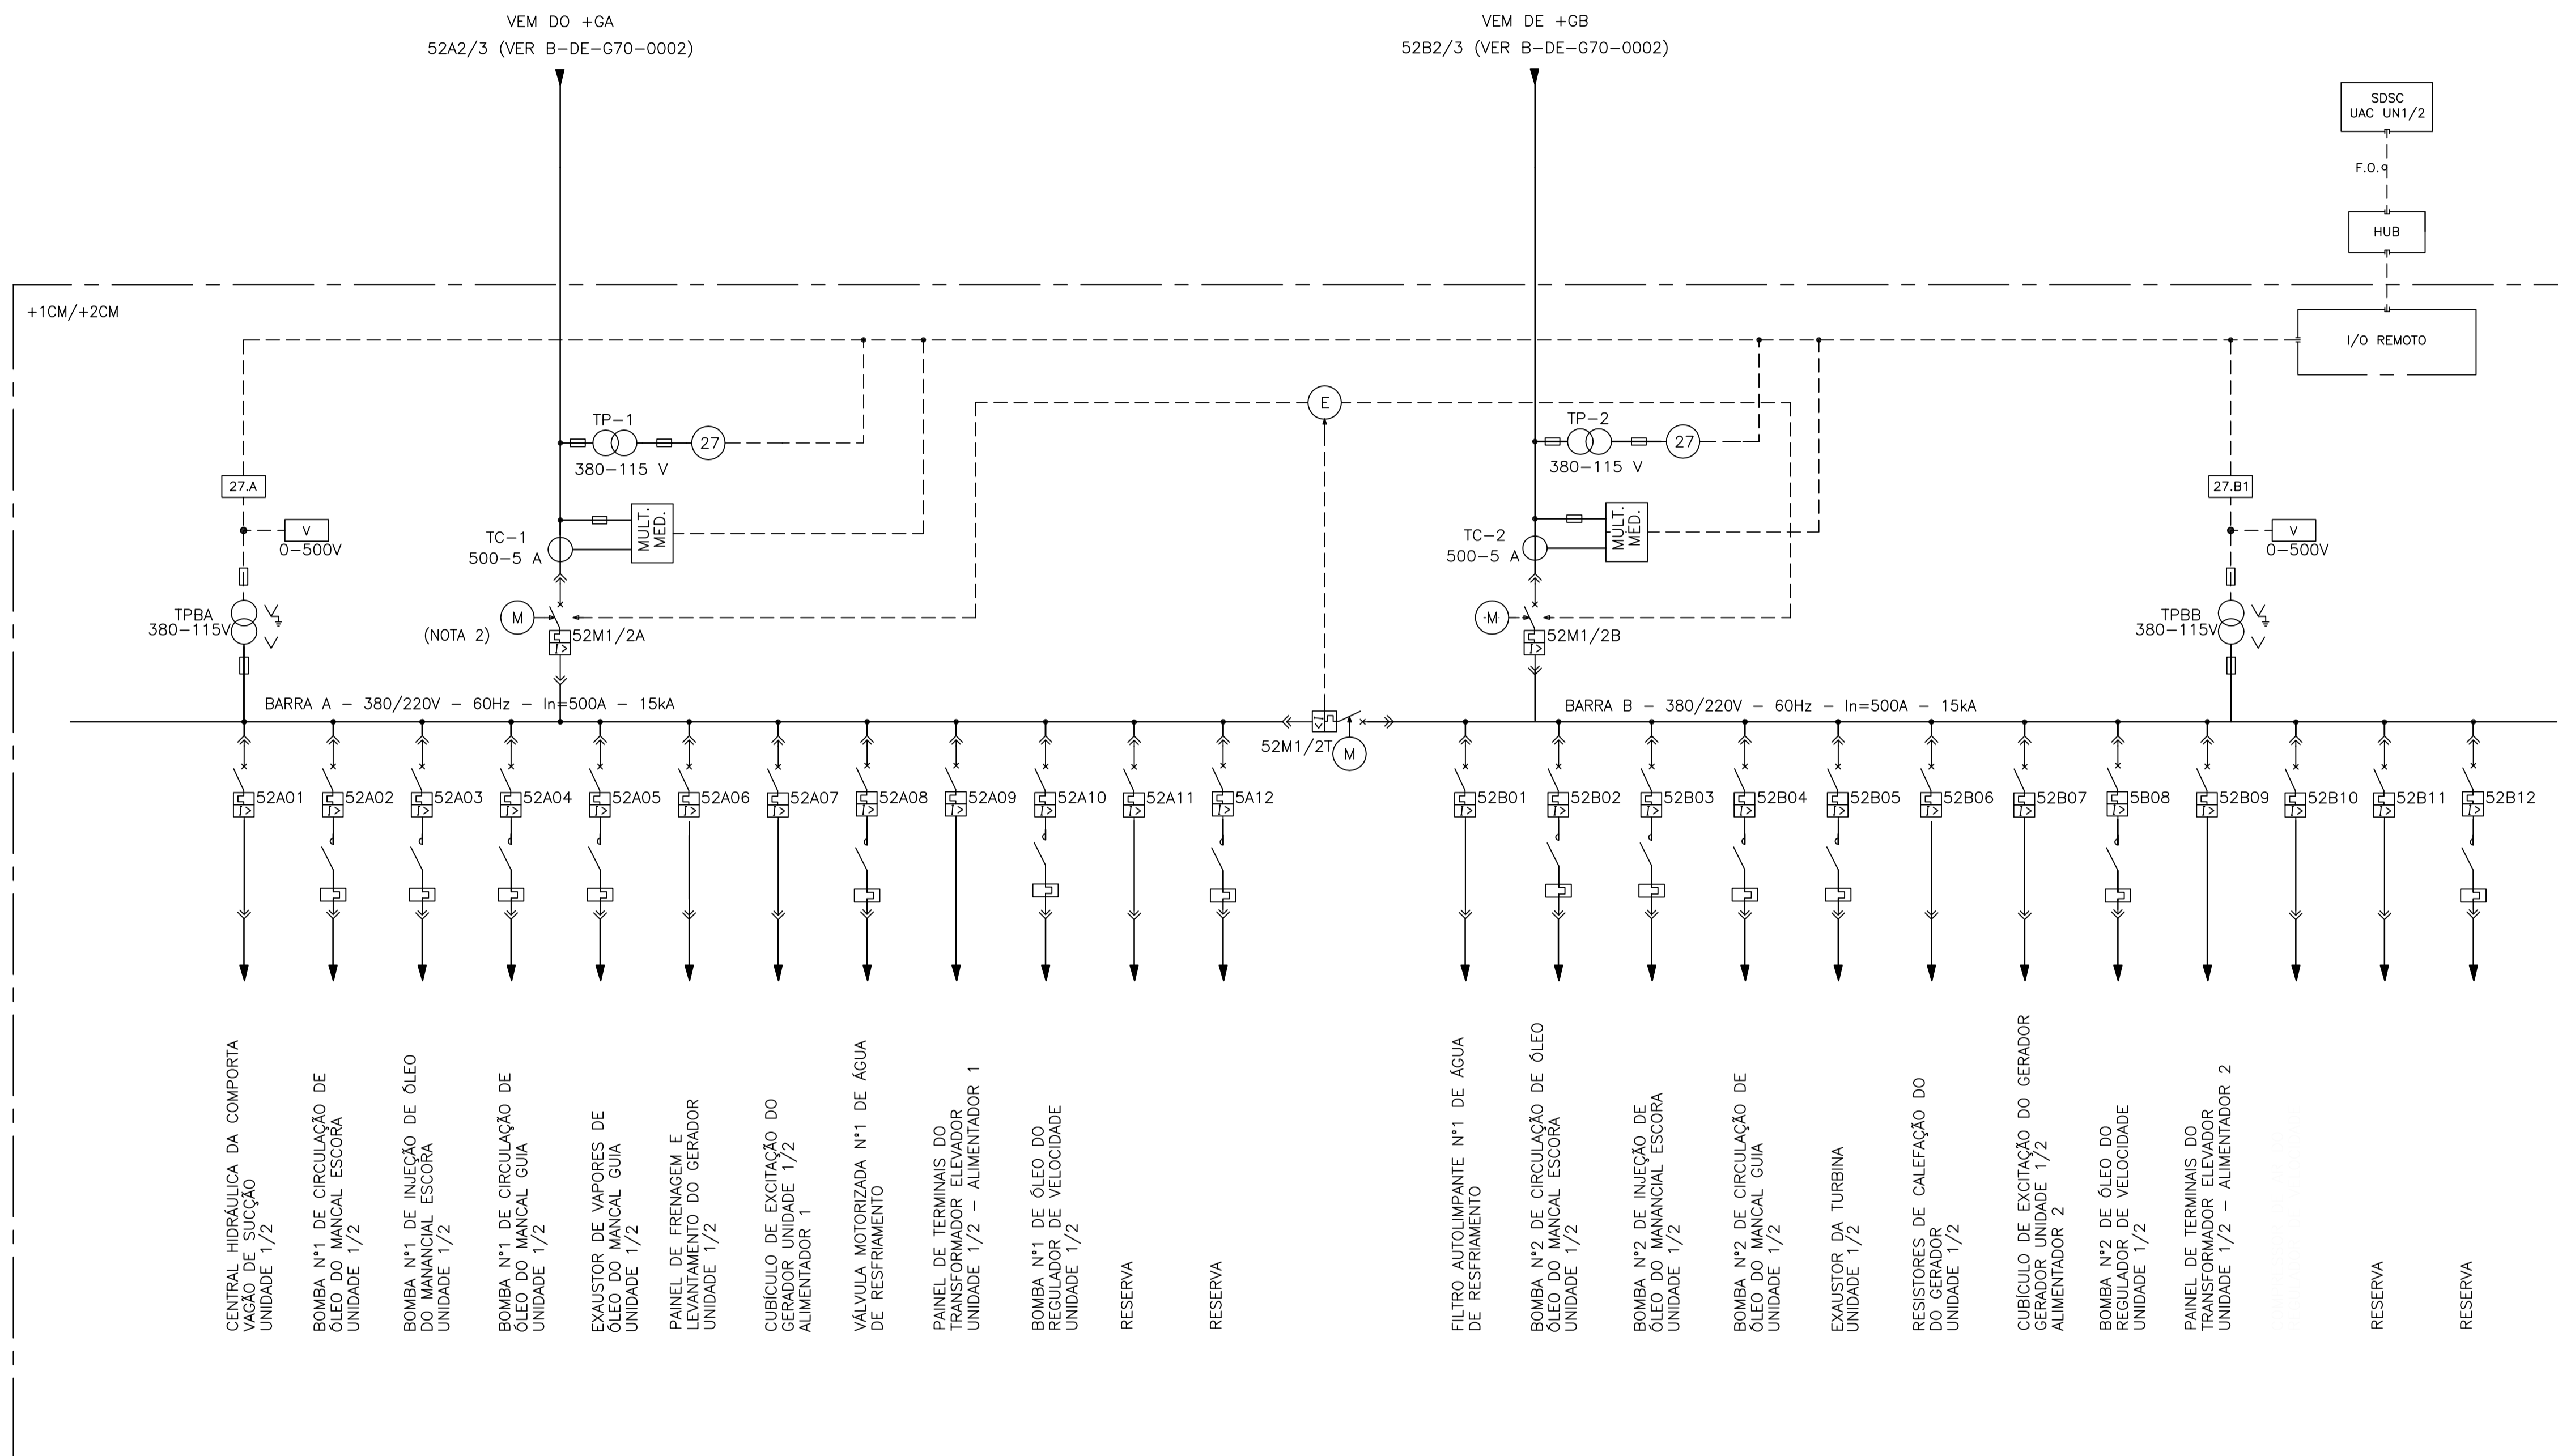 VEM DO +GA
52A2/3 (VER B-DE-G70-0002)
VEM DE +GB
52B2/3 (VER B-DE-G70-0002)
SDSC
UAC UN1/2
F.O.
HUB
+1CM/+2CM
I/O REMOTO
E
TP-1
27
380-115 V
TP-2
27
380-115 V
27.A
V
0-500V
TC-1
500-5 A
MULT.
MED.
TC-2
500-5 A
MULT.
MED.
27.B1
V
0-500V
TPBA
380-115V
M
(NOTA 2)
52M1/2A
M
52M1/2B
TPBB
380-115V
BARRA A - 380/220V - 60Hz - In=500A - 15kA
BARRA B - 380/220V - 60Hz - In=500A - 15kA
52M1/2T
M
52A01
52A02
52A03
52A04
52A05
52A06
52A07
52A08
52A09
52A10
52A11
5A12
52B01
52B02
52B03
52B04
52B05
52B06
52B07
5B08
52B09
52B10
52B11
52B12
CENTRAL HIDRÁULICA DA COMPORTA
VAGÃO DE SUCÇÃO
UNIDADE 1/2
BOMBA N°1 DE CIRCULAÇÃO DE
ÓLEO DO MANCAL ESCORA
UNIDADE 1/2
BOMBA N°1 DE INJEÇÃO DE ÓLEO
DO MANANCIAL ESCORA
UNIDADE 1/2
BOMBA N°1 DE CIRCULAÇÃO DE
ÓLEO DO MANCAL GUIA
UNIDADE 1/2
EXAUSTOR DE VAPORES DE
ÓLEO DO MANCAL GUIA
UNIDADE 1/2
PAINEL DE FRENAGEM E
LEVANTAMENTO DO GERADOR
UNIDADE 1/2
CUBÍCULO DE EXCITAÇÃO DO
GERADOR UNIDADE 1/2
ALIMENTADOR 1
VÁLVULA MOTORIZADA N°1 DE ÁGUA
DE RESFRIAMENTO
PAINEL DE TERMINAIS DO
TRANSFORMADOR ELEVADOR
UNIDADE 1/2 - ALIMENTADOR 1
BOMBA N°1 DE ÓLEO DO
REGULADOR DE VELOCIDADE
UNIDADE 1/2
RESERVA
RESERVA
FILTRO AUTOLIMPANTE N°1 DE ÁGUA
DE RESFRIAMENTO
BOMBA N°2 DE CIRCULAÇÃO DE ÓLEO
ÓLEO DO MANCAL ESCORA
UNIDADE 1/2
BOMBA N°2 DE INJEÇÃO DE
ÓLEO DO MANANCIAL ESCORA
UNIDADE 1/2
BOMBA N°2 DE CIRCULAÇÃO DE
ÓLEO DO MANCAL GUIA
UNIDADE 1/2
EXAUSTOR DA TURBINA
UNIDADE 1/2
RESISTORES DE CALEFAÇÃO DO
DO GERADOR
UNIDADE 1/2
CUBÍCULO DE EXCITAÇÃO DO GERADOR
GERADOR UNIDADE 1/2
ALIMENTADOR 2
BOMBA N°2 DE ÓLEO DO
REGULADOR DE VELOCIDADE
UNIDADE 1/2
PAINEL DE TERMINAIS DO
TRANSFORMADOR ELEVADOR
UNIDADE 1/2 - ALIMENTADOR 2
RESERVA
RESERVA